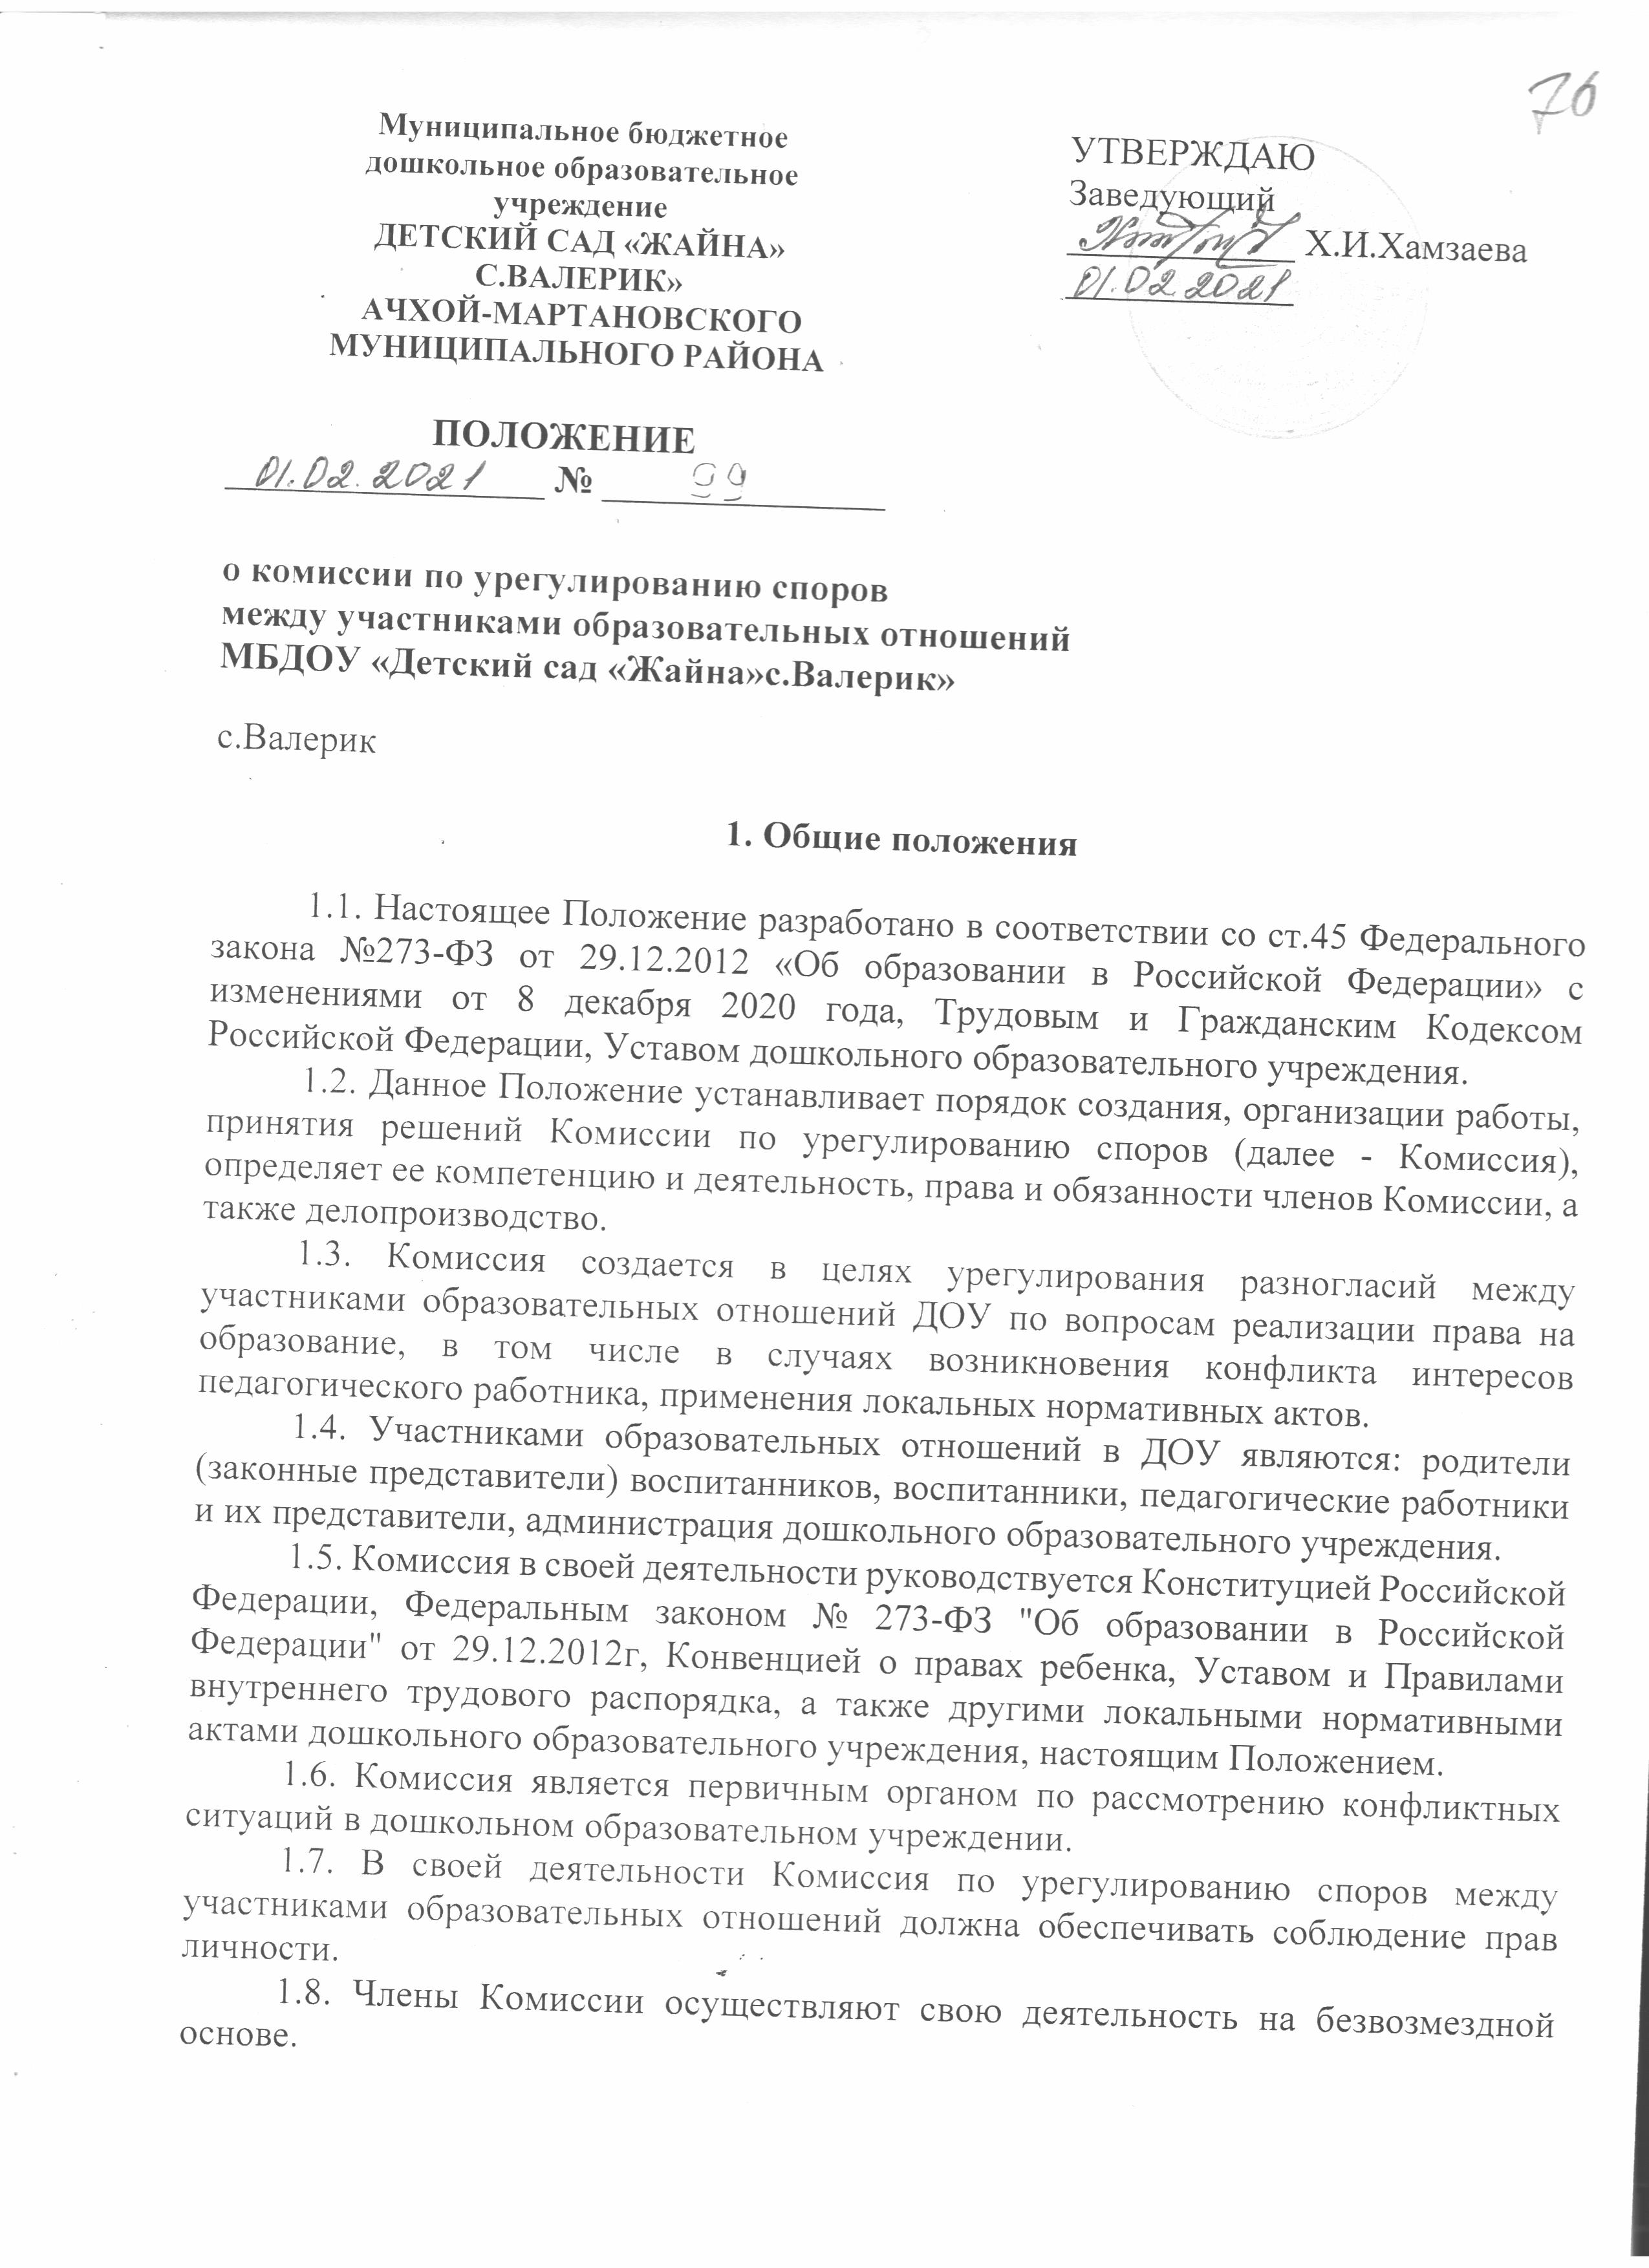 76
Муниципальное бюджетное
дошкольное образовательное
учреждение
ДЕТСКИЙ САД «ЖАЙНА»
С.ВАЛЕРИК»
АЧХОЙ-МАРТАНОВСКОГО
МУНИЦИПАЛЬНОГО РАЙОНА
УТВЕРЖДАЮ
Заведующий
Х.И.Хамзаева
01.02.2021
ПОЛОЖЕНИЕ
01.02.2021 № 99
о комиссии по урегулированию споров
между участниками образовательных отношений
МБДОУ «Детский сад «Жайна»с.Валерик»
с.Валерик
1. Общие положения
1.1. Настоящее Положение разработано в соответствии со ст.45 Федерального
закона №273-ФЗ от 29.12.2012 «Об образовании в Российской Федерации» с
изменениями от 8 декабря 2020 года, Трудовым и Гражданским Кодексом
Российской Федерации, Уставом дошкольного образовательного учреждения.
1.2. Данное Положение устанавливает порядок создания, организации работы,
принятия решений Комиссии по урегулированию споров (далее - Комиссия),
определяет ее компетенцию и деятельность, права и обязанности членов Комиссии, а
также делопроизводство.
1.3. Комиссия создается в целях урегулирования разногласий между
участниками образовательных отношений ДОУ по вопросам реализации права на
образование, в том числе в случаях возникновения конфликта интересов
педагогического работника, применения локальных нормативных актов.
1.4. Участниками образовательных отношений в ДОУ являются: родители
(законные представители) воспитанников, воспитанники, педагогические работники
и их представители, администрация дошкольного образовательного учреждения.
1.5. Комиссия в своей деятельности руководствуется Конституцией Российской
Федерации, Федеральным законом № 273-ФЗ "Об образовании в Российской
Федерации" от 29.12.2012г, Конвенцией о правах ребенка, Уставом и Правилами
внутреннего трудового распорядка, а также другими локальными нормативными
актами дошкольного образовательного учреждения, настоящим Положением.
1.6. Комиссия является первичным органом по рассмотрению конфликтных
ситуаций в дошкольном образовательном учреждении.
1.7. В своей деятельности Комиссия по урегулированию споров между
участниками образовательных отношений должна обеспечивать соблюдение прав
личности.
1.8. Члены Комиссии осуществляют свою деятельность на безвозмездной
основе.